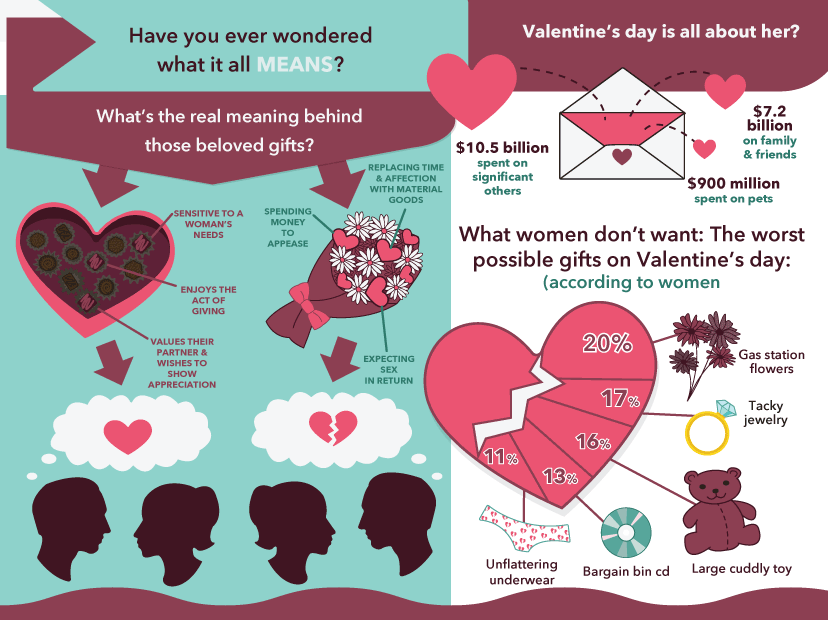 Have you ever wondered
what it all MEANS?
What's the real meaning behind
those beloved gifts?
SENSITIVE TO A
WOMAN'S
NEEDS
ENJOYS THE
ACT OF
GIVING
VALUES THEIR
PARTNER &
WISHES TO
SHOW
APPRECIATION
REPLACING TIME
& AFFECTION
WITH MATERIAL
GOODS
SPENDING
MONEY
TO
APPEASE
EXPECTING
SEX
IN RETURN
Valentine's day is all about her?
$10.5 billion
spent on
significant
others
$7.2
billion
on family
& friends
$900 million
spent on pets
What women don't want: The worst
possible gifts on Valentine's day:
(according to women
20%
17%
16%
13%
11%
Gas station
flowers
Tacky
jewelry
Large cuddly toy
Bargain bin cd
Unflattering
underwear